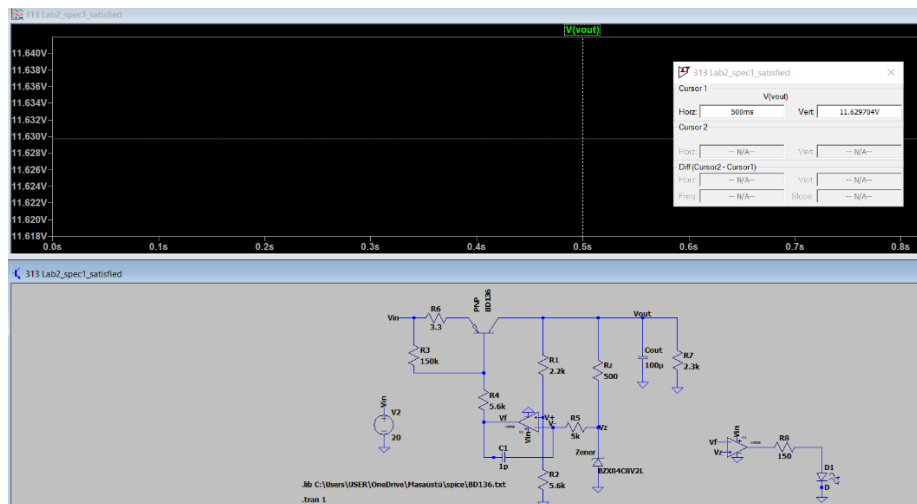 313 Lab2_spec1_satisfied
V(vout)
11.640V
11.638V
11.636V
11.634V
11.632V
11.630V
11.628V
11.626V
11.624V
11.622V
11.620V
11.618V
0.0s 0.1s 0.2s 0.3s 0.4s 0.5s 0.6s 0.7s 0.8s
313 Lab2_spec1_satisfied
Cursor 1
V(vout)
Horz: 500ms Vert: 11.629704V
Cursor 2
Horz: -- N/A-- Vert: -- N/A--
Diff (Cursor2 - Cursor1)
Horz: -- N/A-- Vert: -- N/A--
Freq: -- N/A-- Slope: -- N/A--
313 Lab2_spec1_satisfied
PNP
BD136
Vin
R6
3.3
Vout
R3
150k
R1
2.2k
Rz
500
Cout
100µ
R7
2.3k
R4
5.6k
Vin
V2
20
Vf
V+
V-
Vin
R5
5k
Vz
C1
1p
Zener
BZX84C8V2L
R2
5.6k
Vf
Vz
Vin
R8
150
D1
D
.lib C:\Users\USER\OneDrive\Masaüstü\spice\BD136.txt
.tran 1